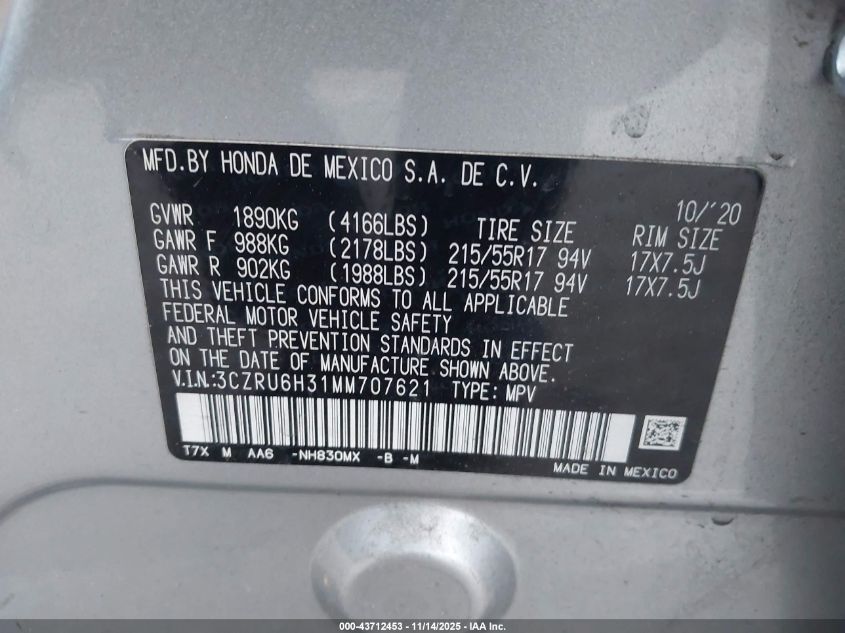 MFD.BY HONDA DE MEXICO S.A. DE C.V.
10/'20
GVWR 1890KG (4166LBS) TIRE SIZE RIM SIZE
GAWR F 988KG (2178LBS) 215/55R17 94V 17X7.5J
GAWR R 902KG (1988LBS) 215/55R17 94V 17X7.5J
THIS VEHICLE CONFORMS TO ALL APPLICABLE
FEDERAL MOTOR VEHICLE SAFETY
AND THEFT PREVENTION STANDARDS IN EFFECT
ON THE DATE OF MANUFACTURE SHOWN ABOVE.
V.I.N.:3CZRU6H31MM707621 TYPE: MPV
T7X M AA6 -NH830MX -B -M
MADE IN MEXICO
000-43712453 - 11/14/2025 - IAA Inc.